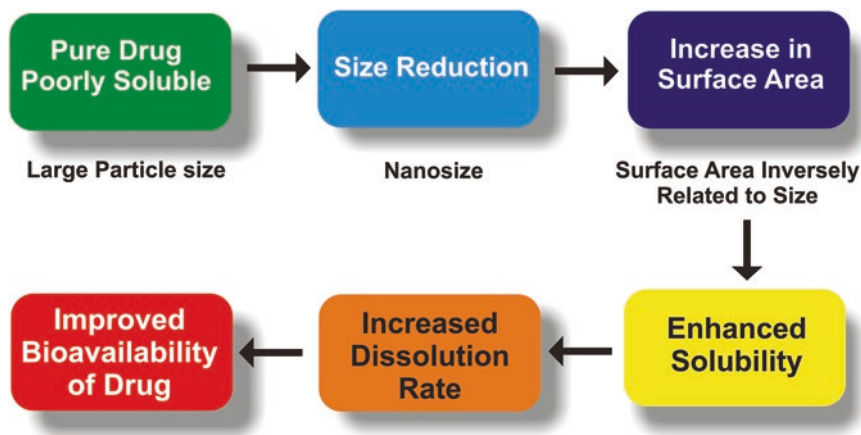 Pure Drug
Poorly Soluble
Size Reduction
Increase in
Surface Area
Large Particle size
Nanosize
Surface Area Inversely
Related to Size
Enhanced
Solubility
Increased
Dissolution
Rate
Improved
Bioavailability
of Drug